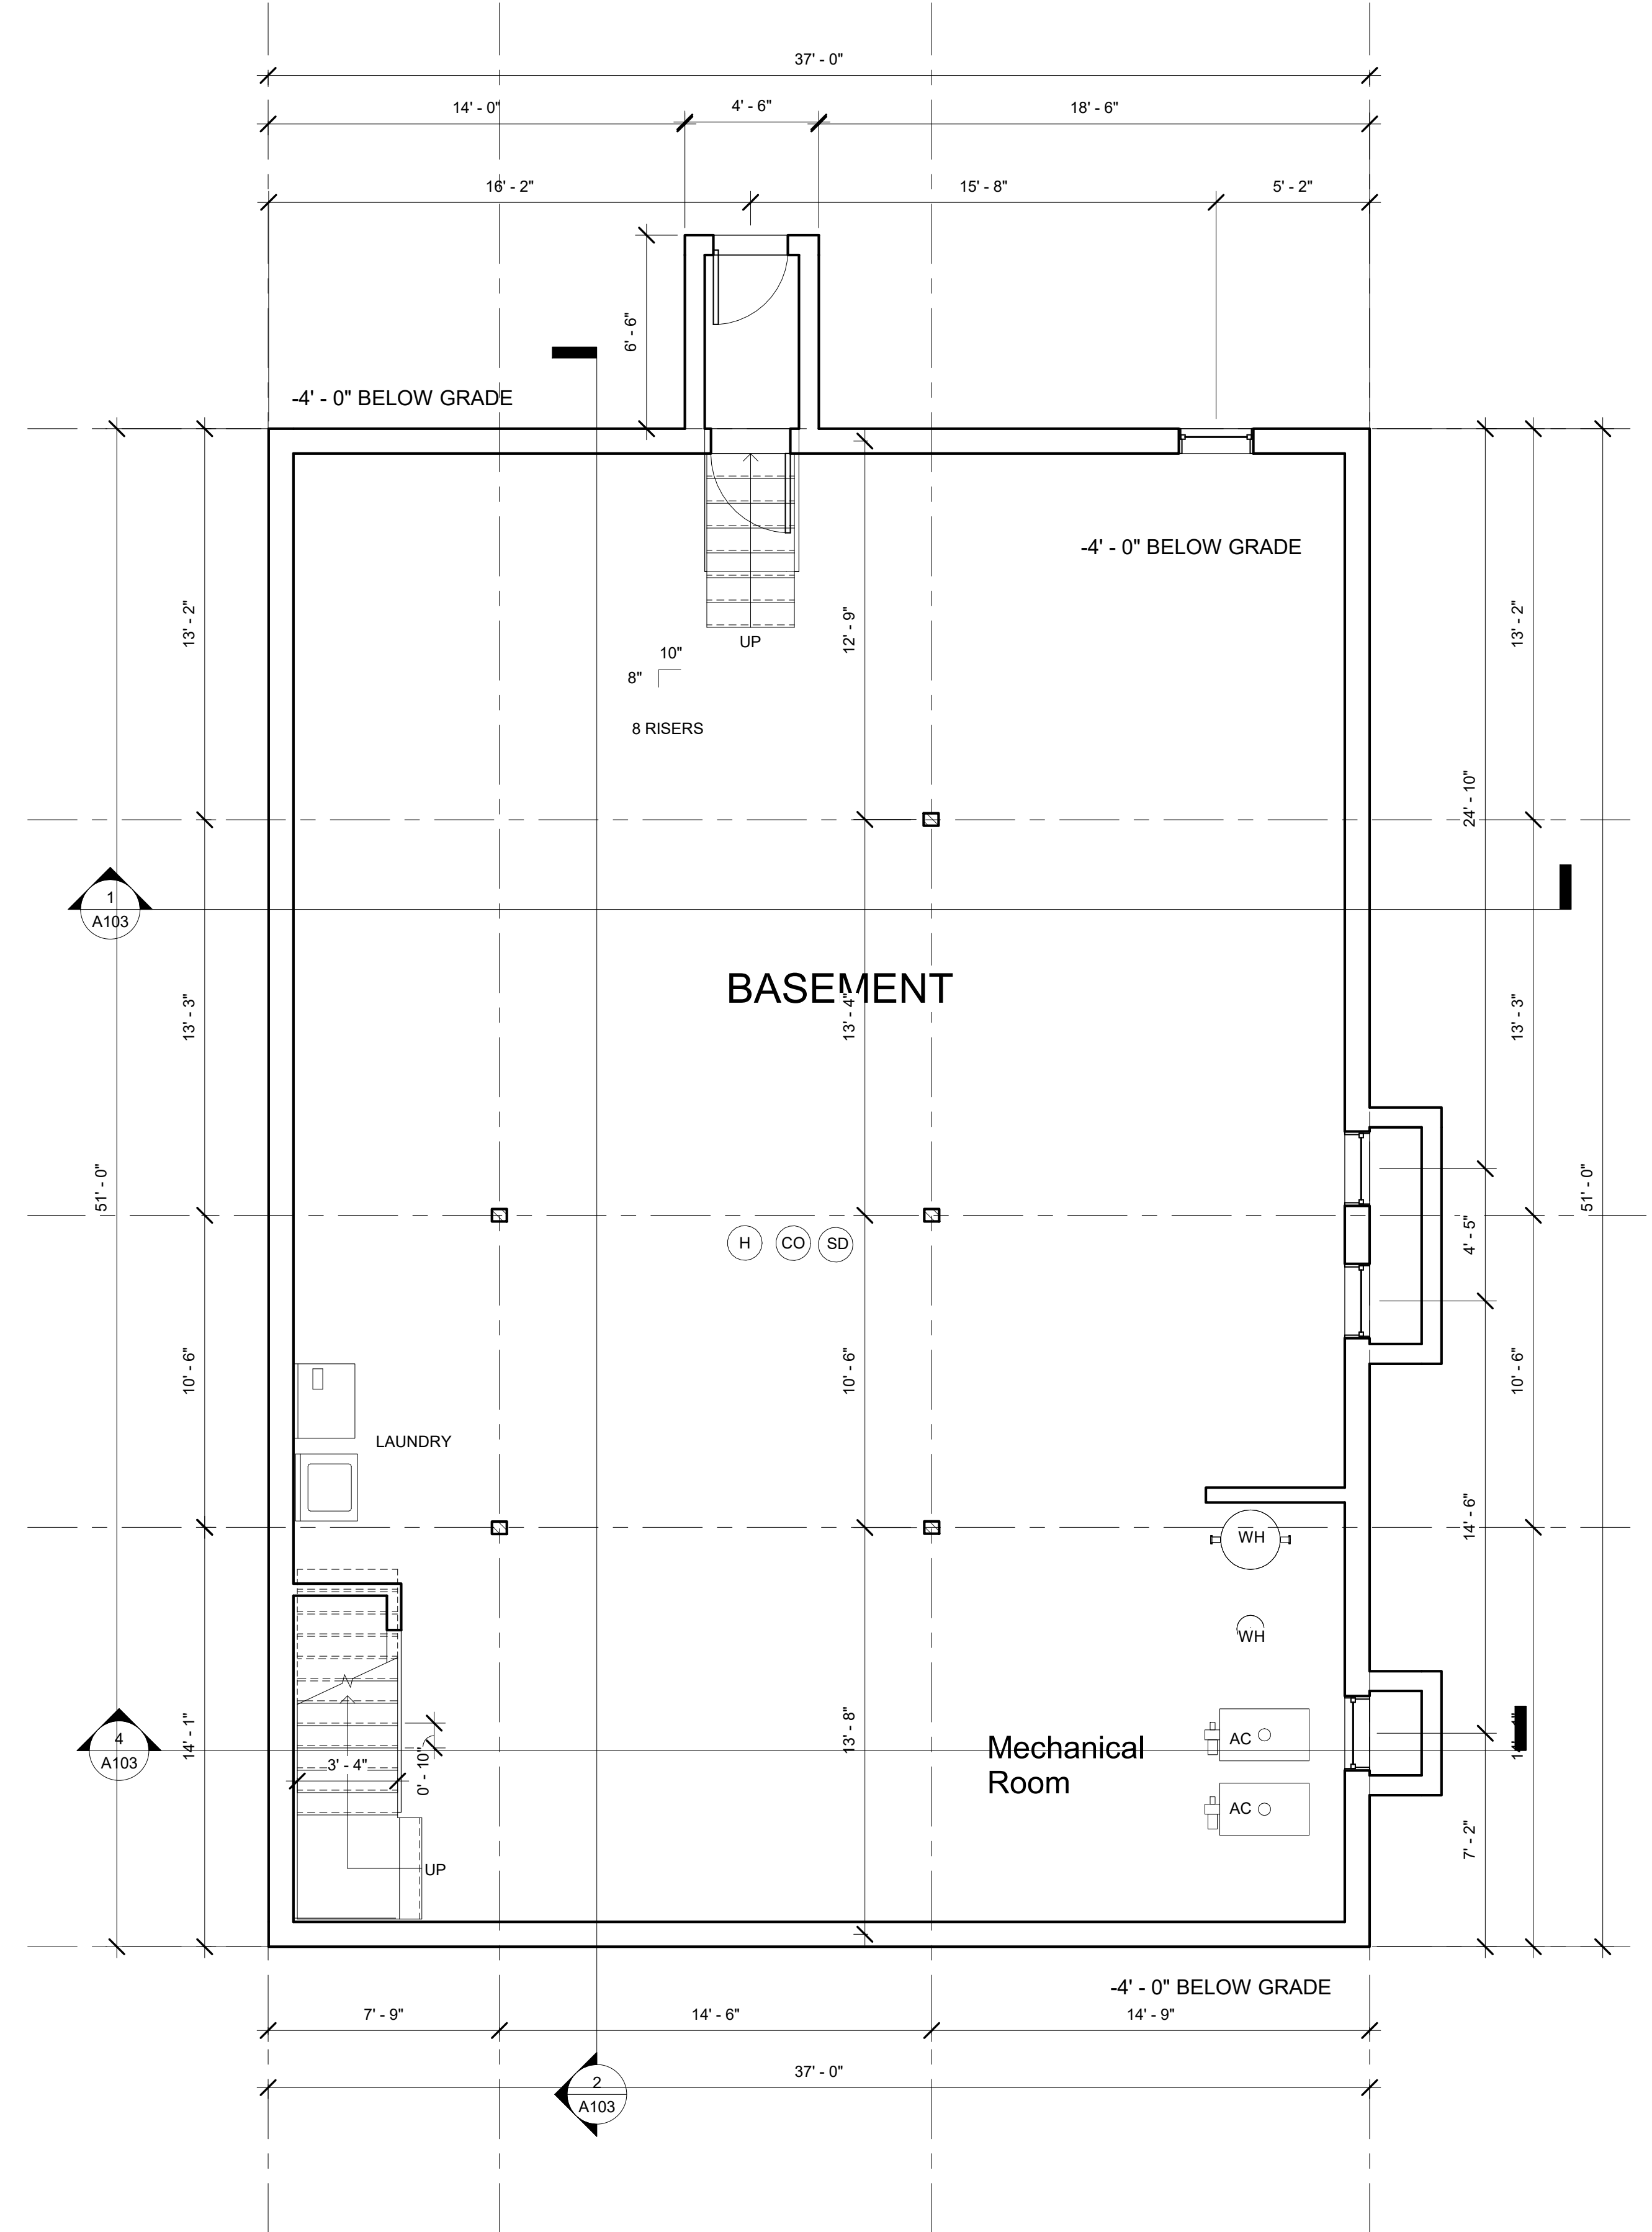 37' - 0"
14' - 0"
4' - 6"
18' - 6"
16' - 2"
15' - 8"
5' - 2"
6' - 6"
-4' - 0" BELOW GRADE
-4' - 0" BELOW GRADE
13' - 2"
12' - 9"
13' - 2"
UP
10"
8"
8 RISERS
24' - 10"
1
A103
BASEMENT
13' - 3"
13' - 4"
13' - 3"
51' - 0"
51' - 0"
4' - 5"
H
CO
SD
10' - 6"
10' - 6"
10' - 6"
LAUNDRY
14' - 6"
WH
WH
4
A103
14' - 1"
13' - 8"
3' - 4"
0' - 10"
Mechanical
Room
AC
AC
7' - 2"
UP
-4' - 0" BELOW GRADE
7' - 9"
14' - 6"
14' - 9"
37' - 0"
2
A103